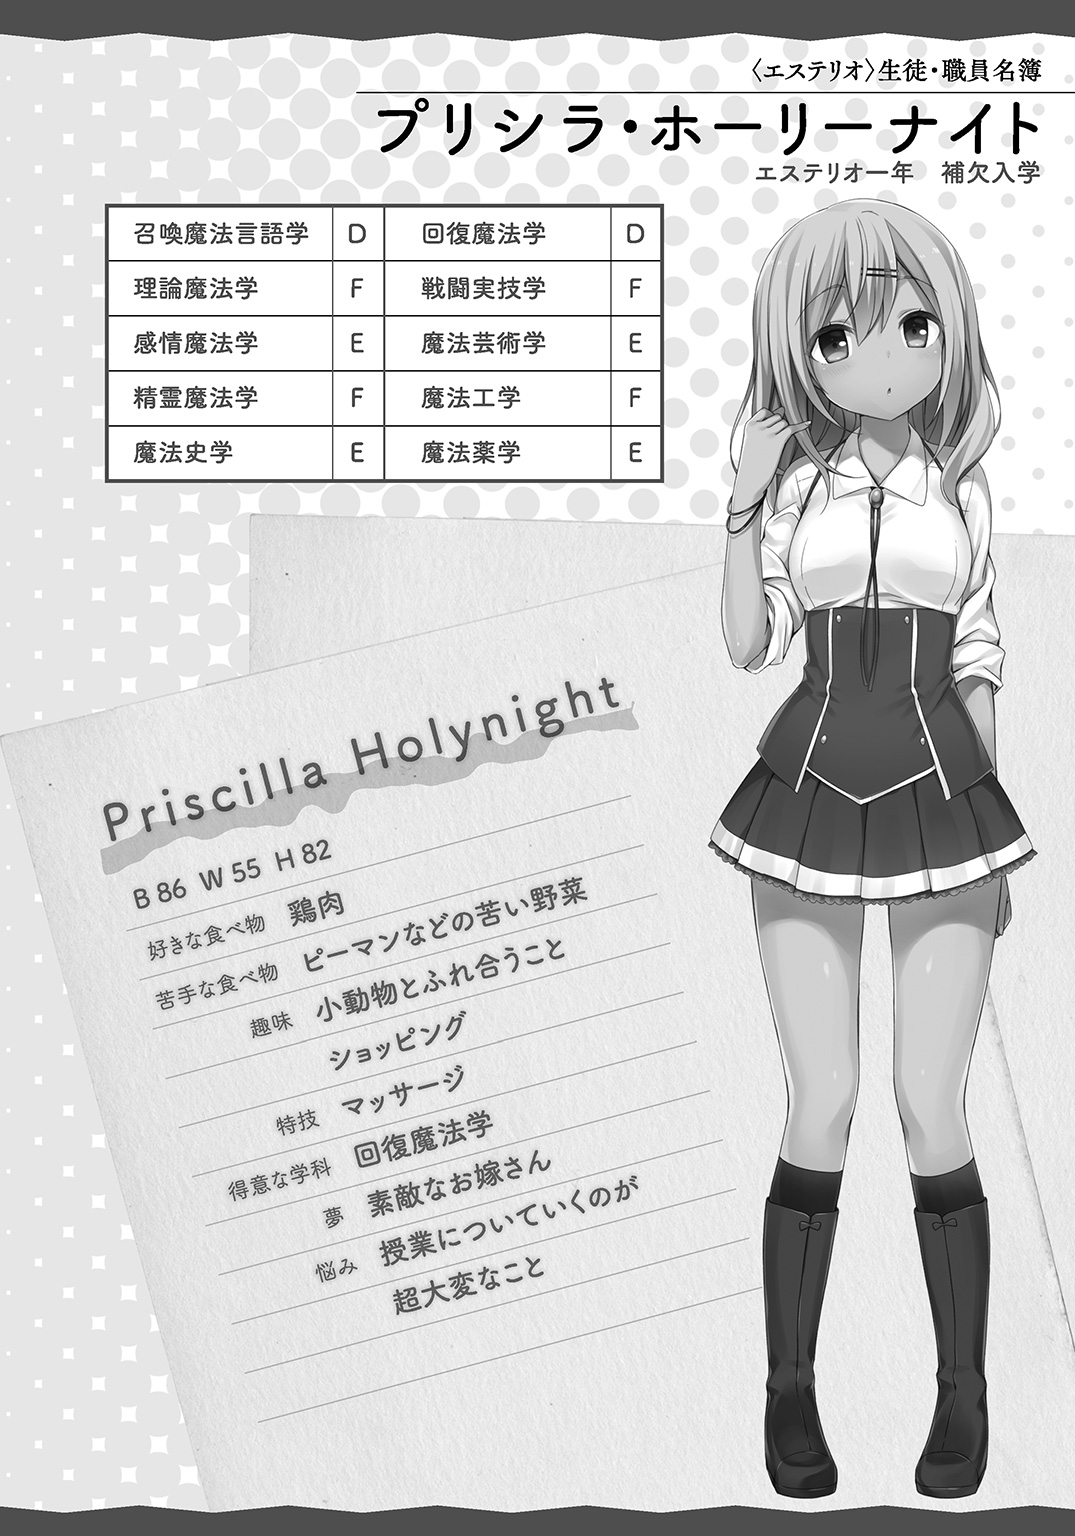 〈エステリオ〉生徒・職員名簿
プリシラ・ホーリーナイト
エステリオ一年　補欠入学
召喚魔法言語学 D 回復魔法学 D
理論魔法学 F 戦闘実技学 F
感情魔法学 E 魔法芸術学 E
精霊魔法学 F 魔法工学 F
魔法史学 E 魔法薬学 E
Priscilla Holynight
B 86 W 55 H 82
好きな食べ物 鶏肉
苦手な食べ物 ピーマンなどの苦い野菜
趣味 小動物とふれ合うこと
ショッピング
特技 マッサージ
得意な学科 回復魔法学
夢 素敵なお嫁さん
悩み 授業についていくのが
超大変なこと